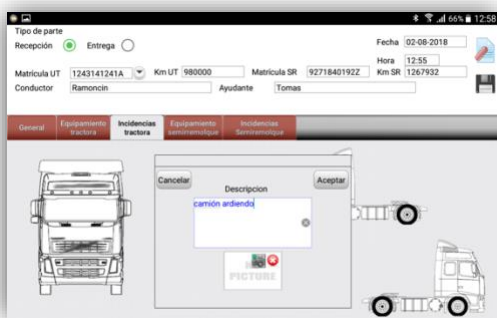 66% 12:58
Tipo de parte
Recepción Entrega Fecha 02-08-2018
Hora 12:55
Matrícula UT 1243141241A Km UT 980000 Matrícula SR 9271840192Z Km SR 1267932
Conductor Ramoncin Ayudante Tomas
General Equipamiento tractora Incidencias tractora Equipamiento semirremolque Incidencias Semiremolque
Cancelar Aceptar
Descripcion
camión ardiendo
PICTURE